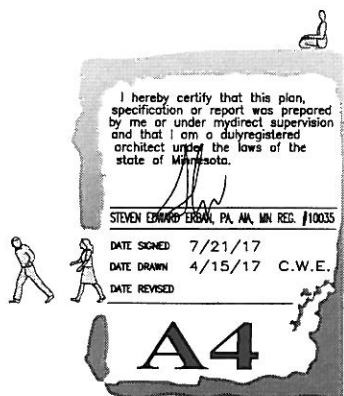 I hereby certify that this plan,
specification or report was prepared
by me or under mydirect supervision
and that I am a dulyregistered
architect under the laws of the
state of Minnesota.
STEVEN EDWARD ERBAN, PA. AIA, MN REG. #10035
DATE SIGNED 7/21/17
DATE DRAWN 4/15/17 C.W.E.
DATE REVISED
A4